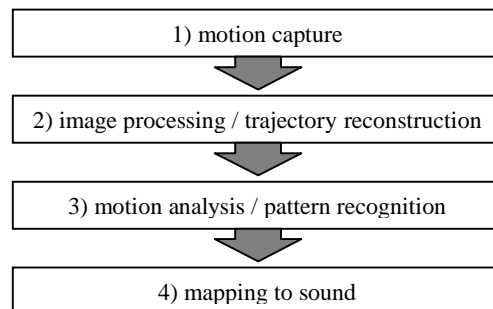 1) motion capture
2) image processing / trajectory reconstruction
3) motion analysis / pattern recognition
4) mapping to sound